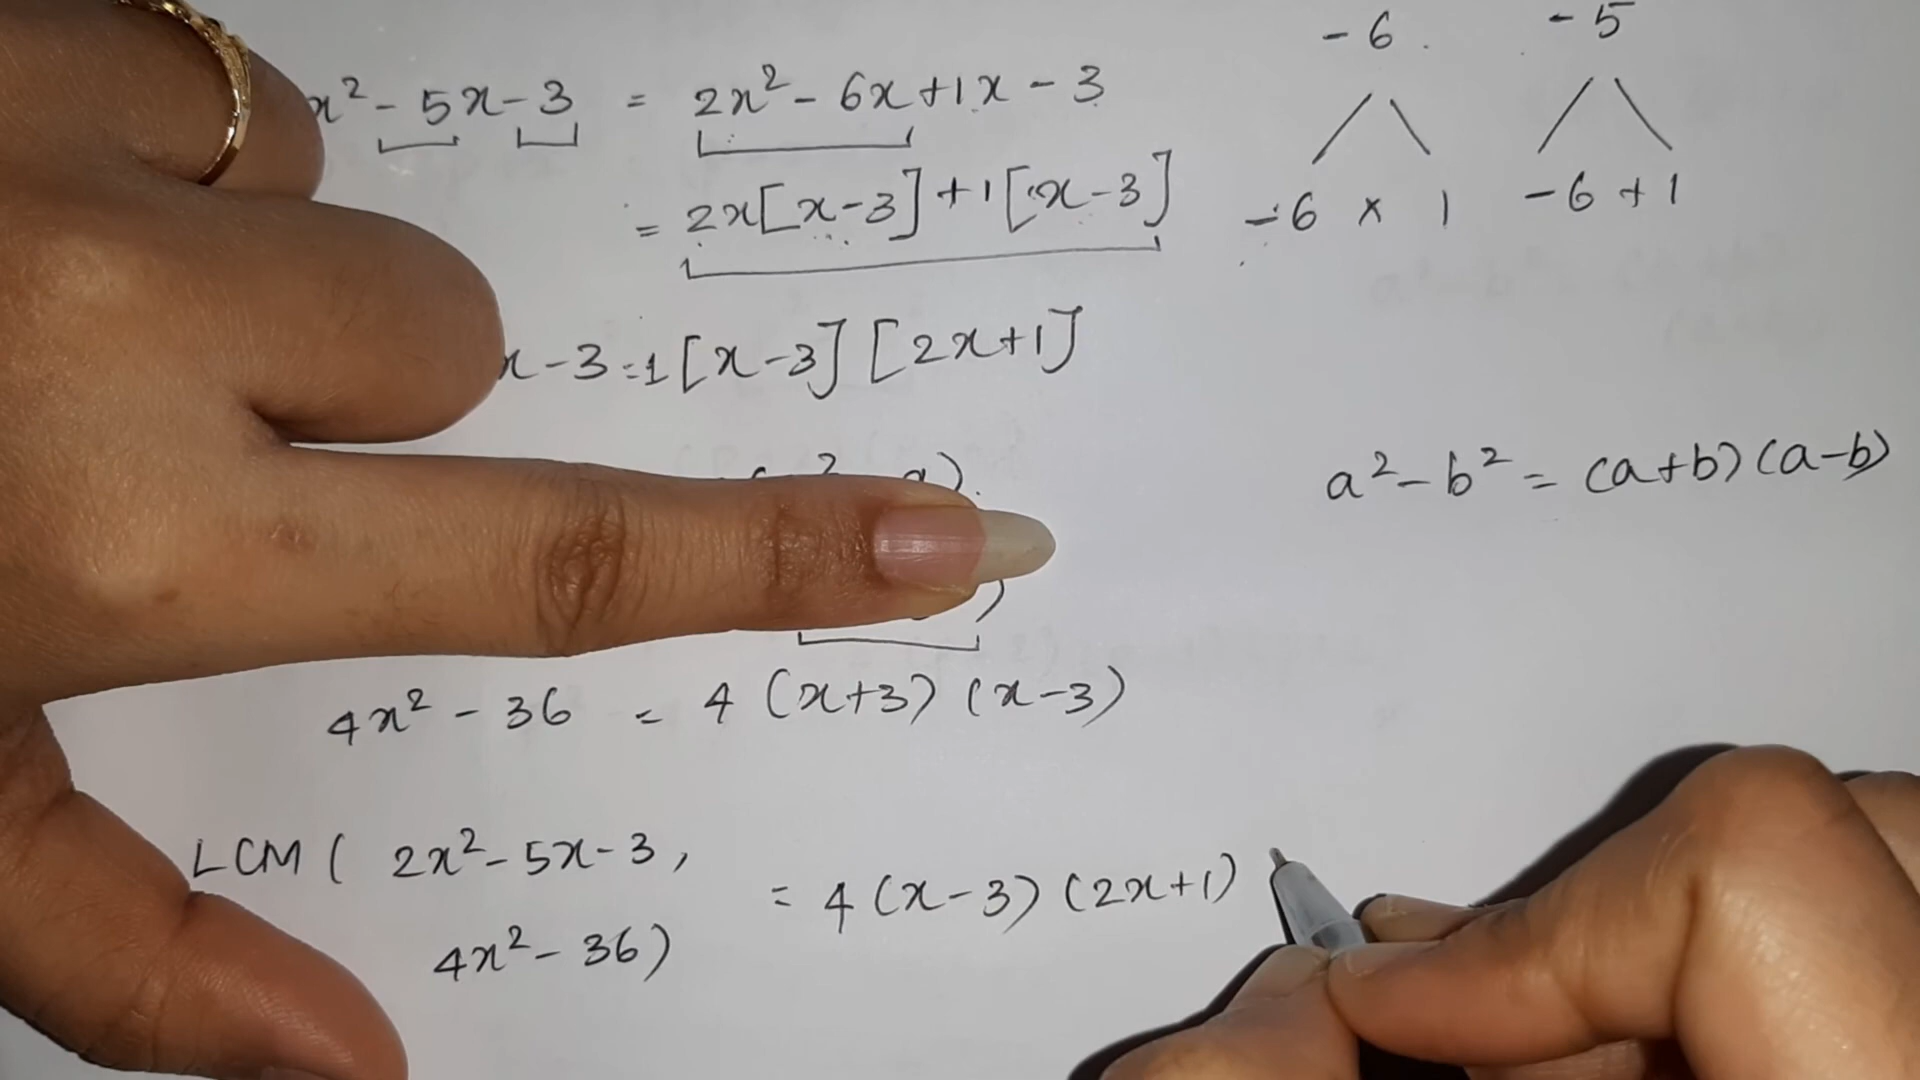 x² - 5x - 3 = 2x² - 6x + 1x - 3
= 2x[x-3] + 1[x-3]
-6 -5
-6 × 1 -6 + 1
x - 3 = 1[x-3][2x+1]
a² - b² = (a+b)(a-b)
4x² - 36 = 4(x+3)(x-3)
LCM ( 2x² - 5x - 3,
4x² - 36)
= 4(x-3)(2x+1)